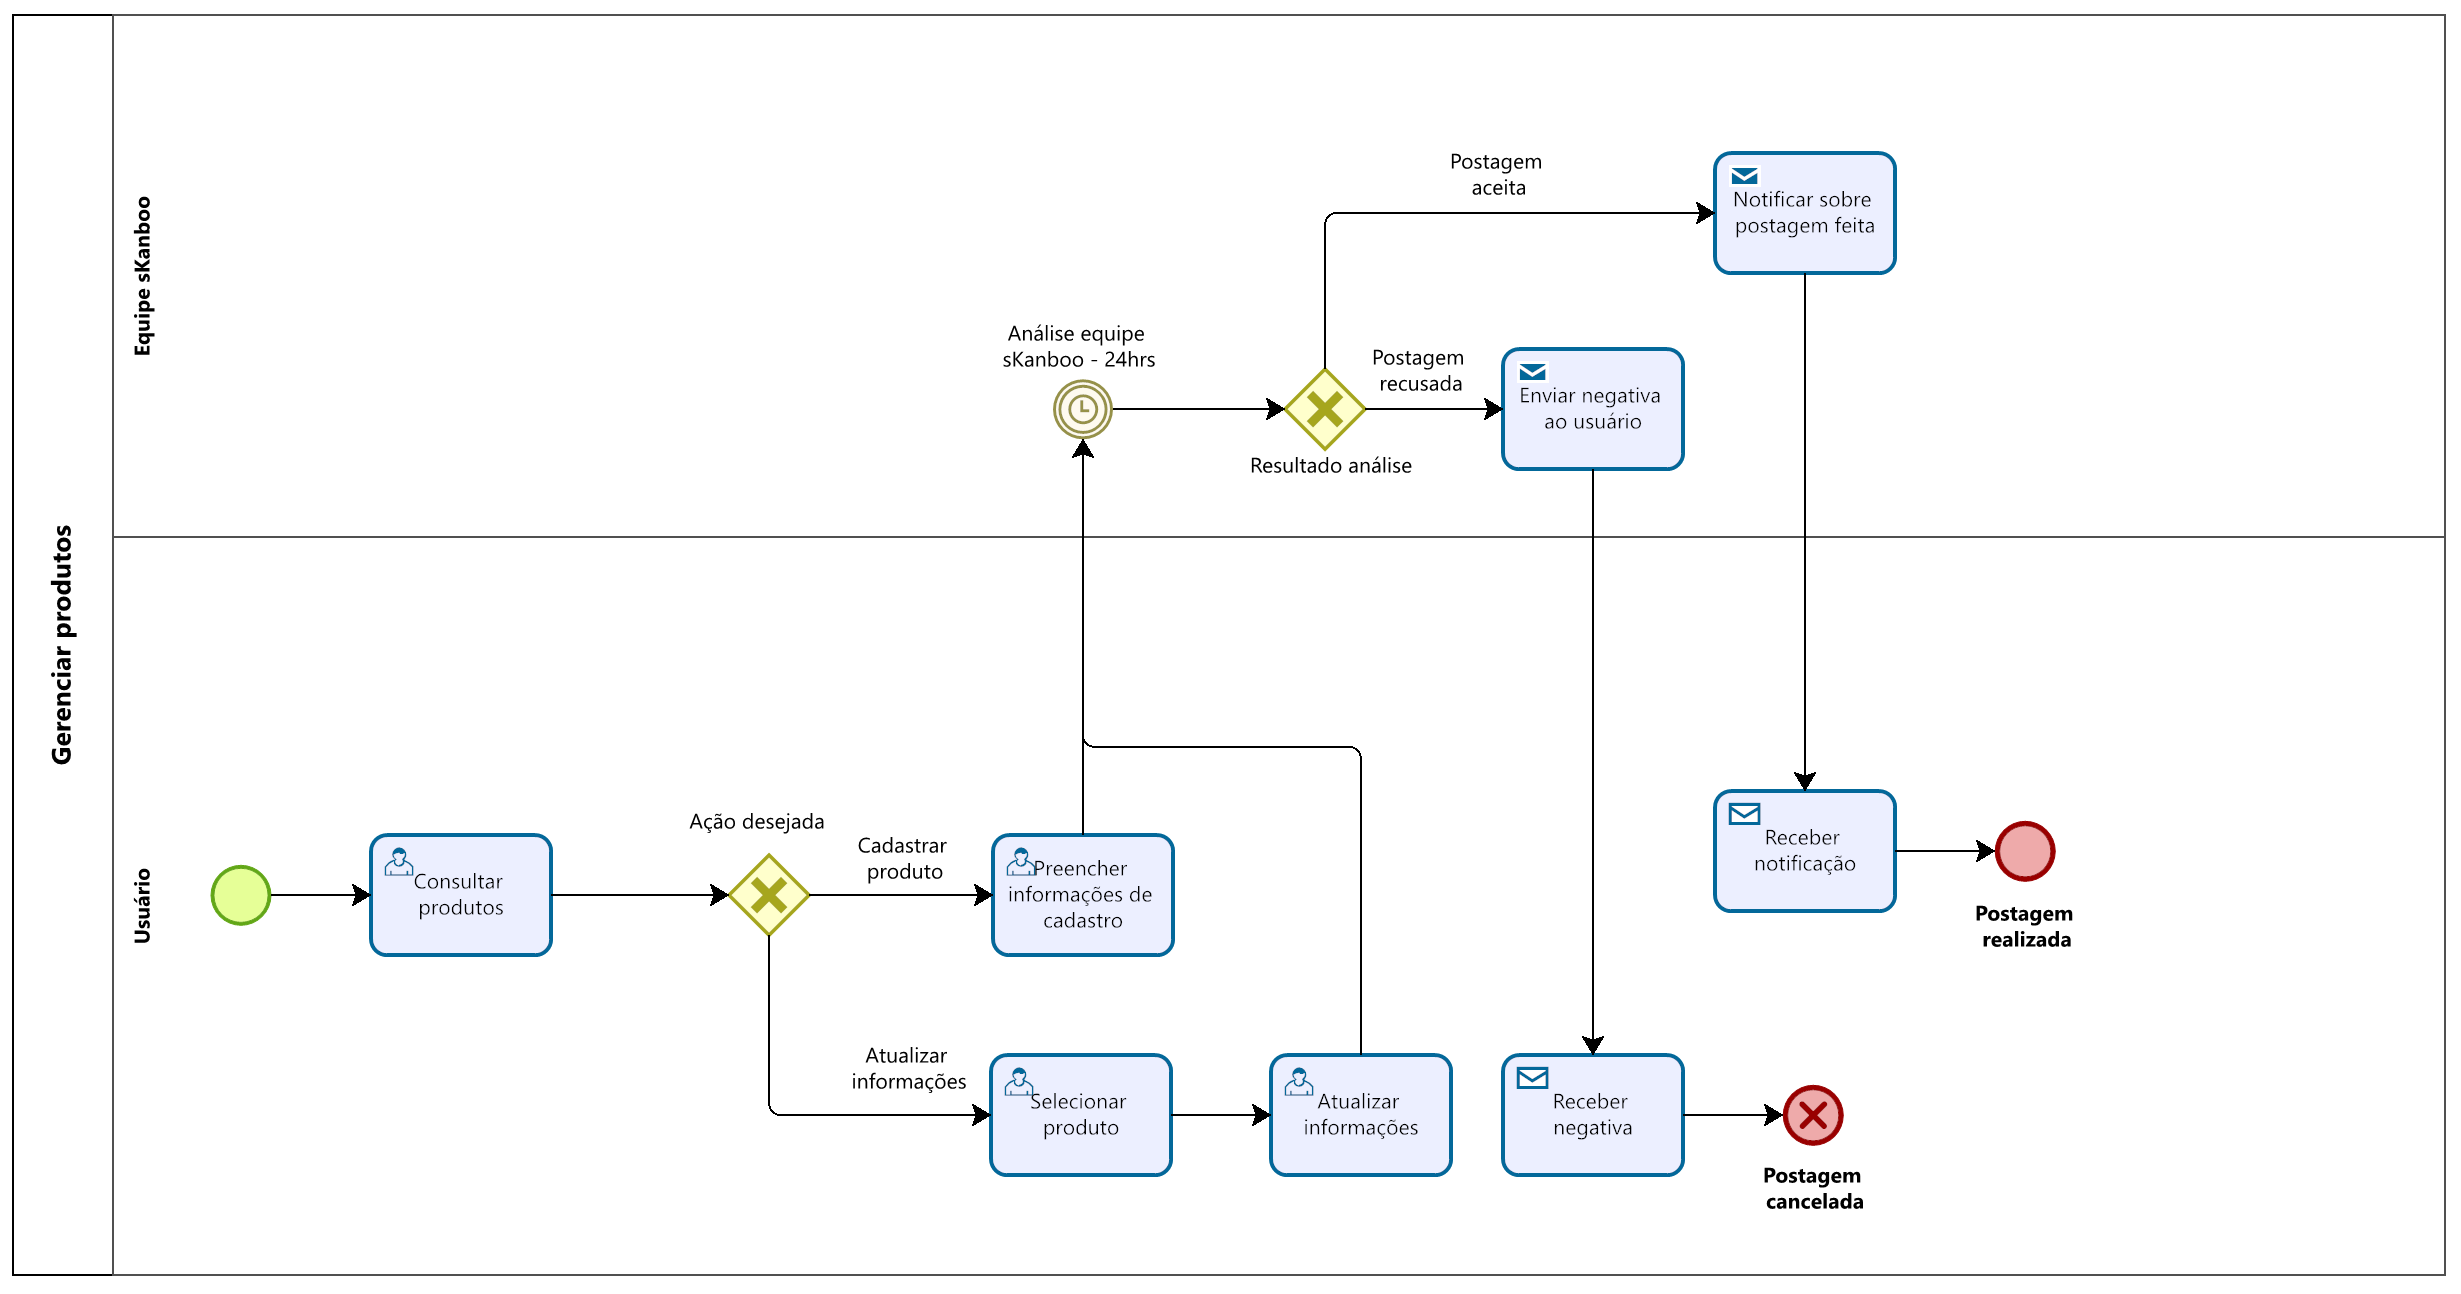 Gerenciar produtos
Equipe sKanboo
Postagem
aceita
Notificar sobre
postagem feita
Análise equipe
sKanboo - 24hrs
Postagem
recusada
Enviar negativa
ao usuário
Resultado análise
Usuário
Consultar
produtos
Ação desejada
Cadastrar
produto
Preencher
informações de
cadastro
Receber
notificação
Postagem
realizada
Atualizar
informações
Selecionar
produto
Atualizar
informações
Receber
negativa
Postagem
cancelada